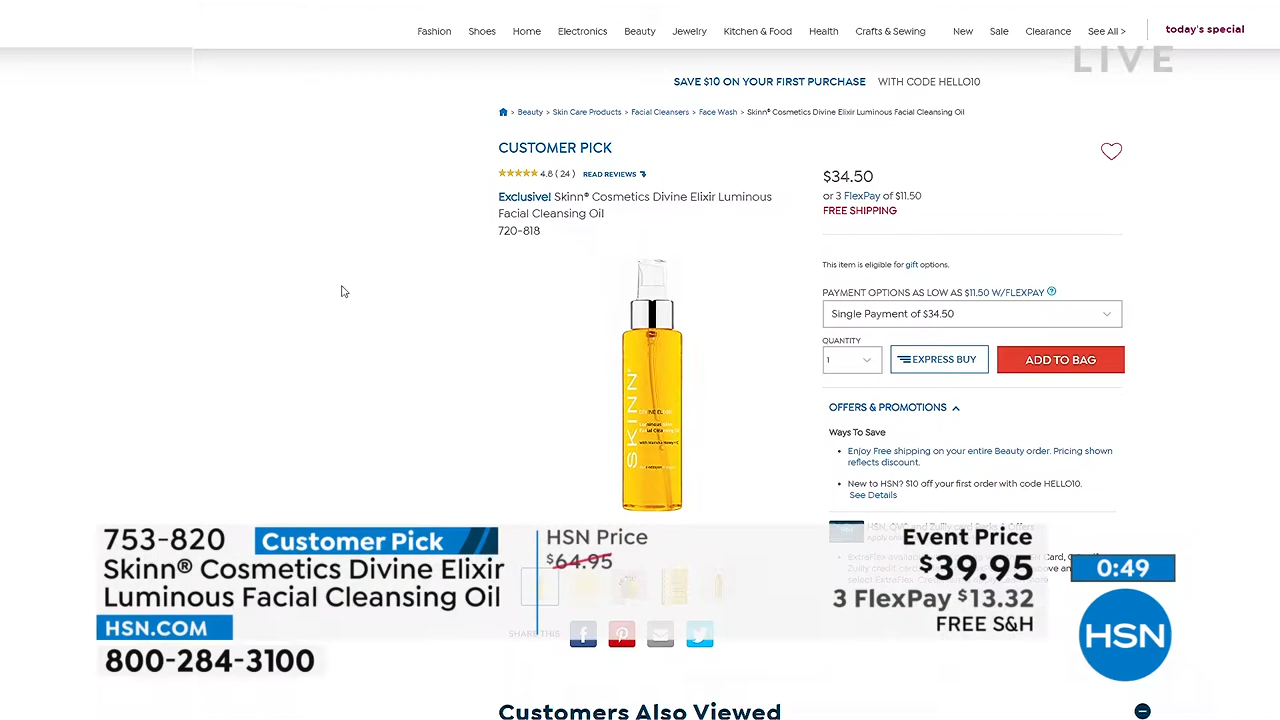 Fashion Shoes Home Electronics Beauty Jewelry Kitchen & Food Health Crafts & Sewing New Sale Clearance See All > today's special
LIVE
SAVE $10 ON YOUR FIRST PURCHASE WITH CODE HELLO10
> Beauty > Skin Care Products > Facial Cleansers > Face Wash > Skinn® Cosmetics Divine Elixir Luminous Facial Cleansing Oil
CUSTOMER PICK
4.8 ( 24 ) READ REVIEWS
Exclusive! Skinn® Cosmetics Divine Elixir Luminous
Facial Cleansing Oil
720-818
$34.50
or 3 FlexPay of $11.50
FREE SHIPPING
This item is eligible for gift options.
PAYMENT OPTIONS AS LOW AS $11.50 W/FLEXPAY ?
Single Payment of $34.50
QUANTITY
1
EXPRESS BUY
ADD TO BAG
OFFERS & PROMOTIONS
Ways To Save
• Enjoy Free shipping on your entire Beauty order. Pricing shown
reflects discount.
• New to HSN? $10 off your first order with code HELLO10.
See Details
SKINN
753-820
Customer Pick
Skinn® Cosmetics Divine Elixir
Luminous Facial Cleansing Oil
HSN.COM
800-284-3100
HSN Price
$64.95
Event Price
$39.95
3 FlexPay $13.32
FREE S&H
0:49
HSN
SHARE THIS
Customers Also Viewed